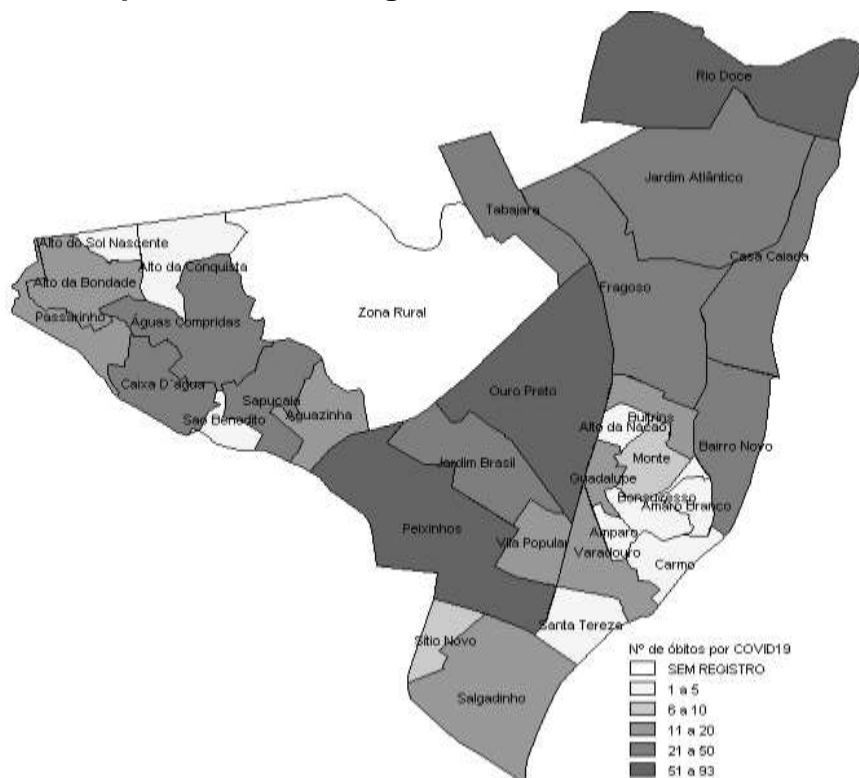 Rio Doce
Jardim Atlântico
Tabajara
Alto do Sol Nascente
Casa Caiada
Alto da Conquista
Alto da Bondade
Fragoso
Zona Rural
Passarinho
Águas Compridas
Caixa D`agua
Ouro Preto
Sapucaia
Sao Benedito
Aguazinha
Bultrins
Alto da Nacao
Bairro Novo
Monte
Jardim Brasil
Guadalupe
Bonsucesso
Amaro Branco
Peixinhos
Amparo
Vila Popular
Varadouro
Carmo
Santa Tereza
Sítio Novo
Salgadinho
Nº de óbitos por COVID19
SEM REGISTRO
1 a 5
6 a 10
11 a 20
21 a 50
51 a 93